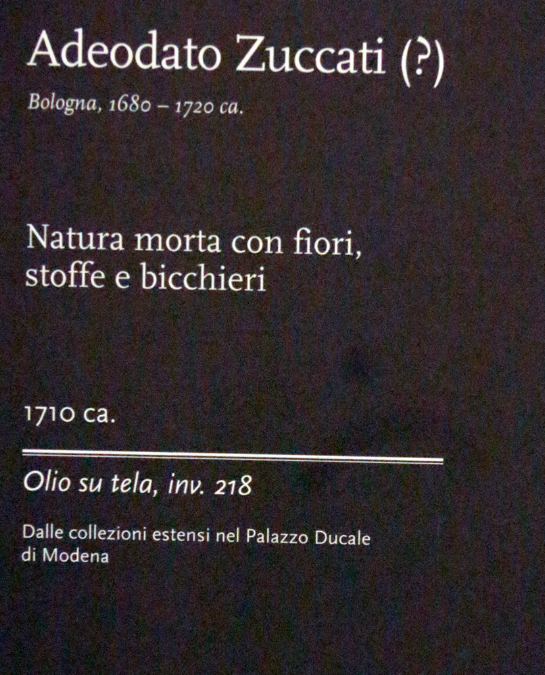 Adeodato Zuccati (?)
Bologna, 1680 – 1720 ca.
Natura morta con fiori,
stoffe e bicchieri
1710 ca.
Olio su tela, inv. 218
Dalle collezioni estensi nel Palazzo Ducale
di Modena